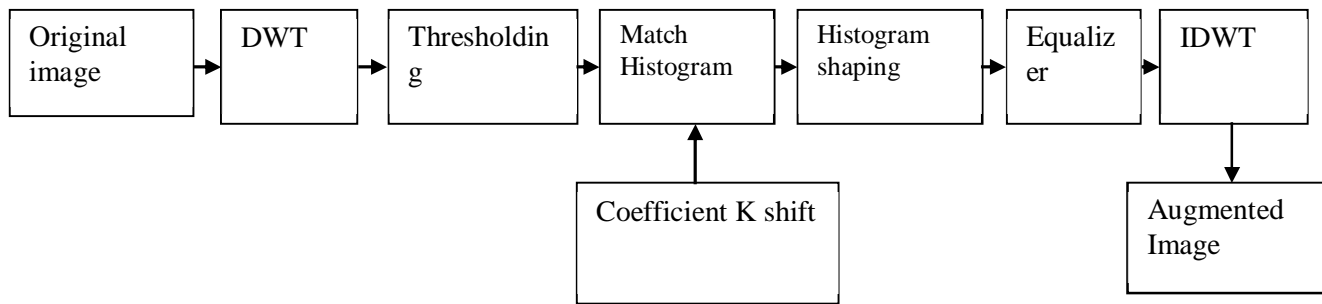 Original
image
DWT
Thresholdin
g
Match
Histogram
Histogram
shaping
Equaliz
er
IDWT
Coefficient K shift
Augmented
Image